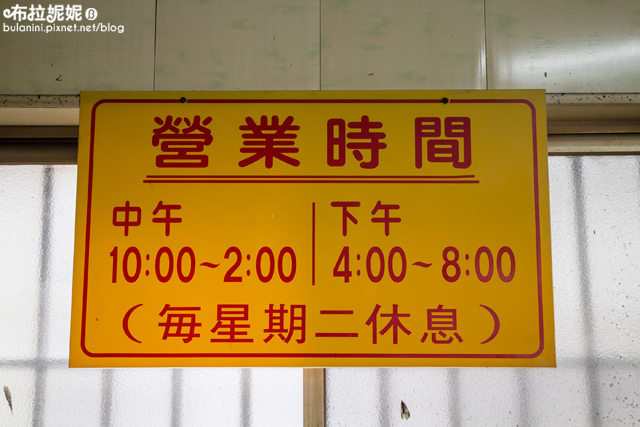 布拉妮妮B
bulanini.pixnet.net/blog
營業時間
中午 下午
10:00~2:00 4:00~8:00
（每星期二休息）